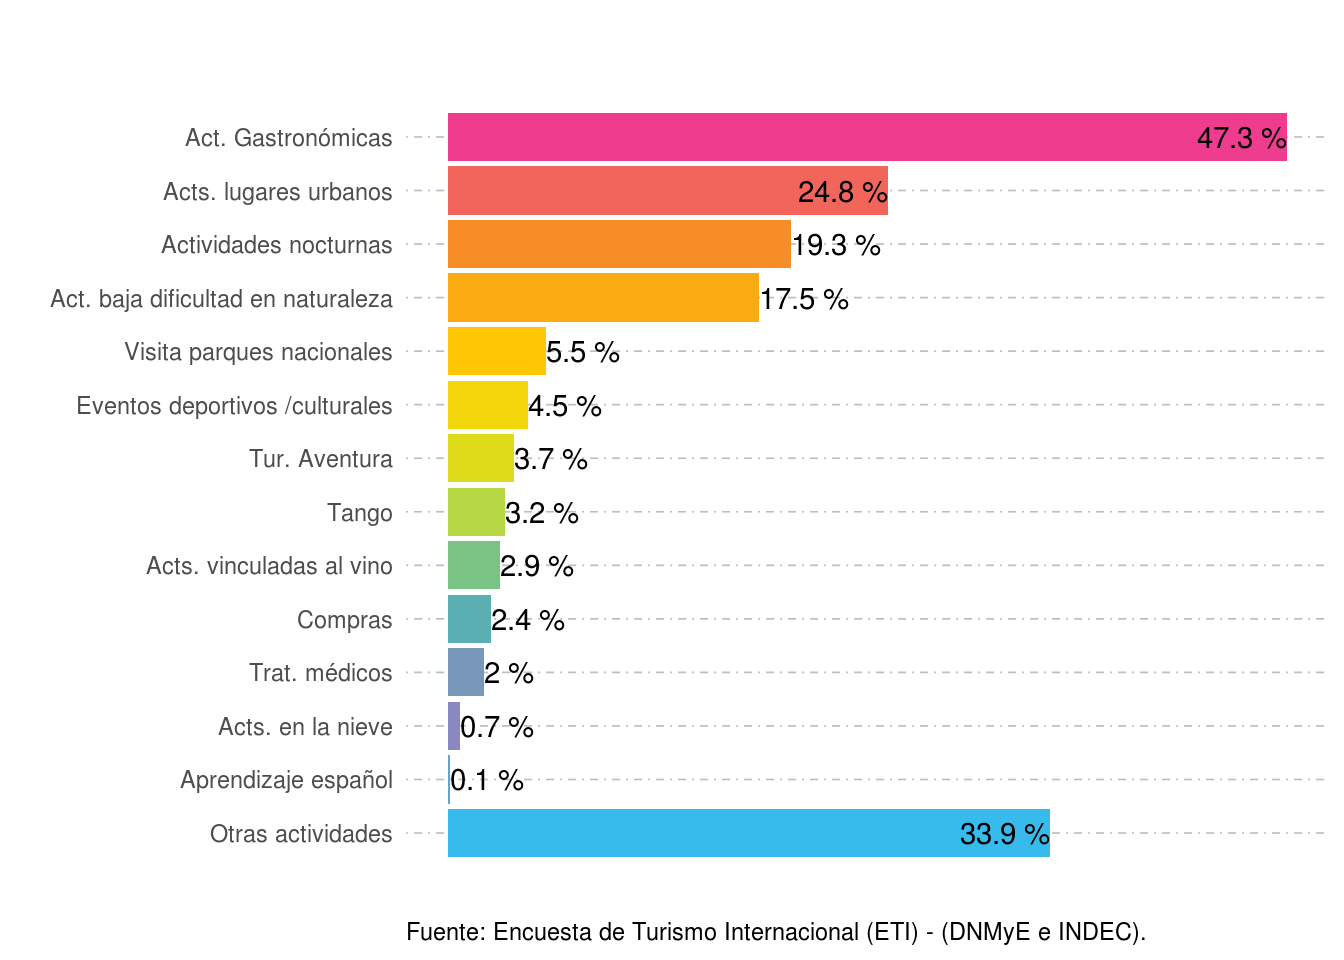 Act. Gastronómicas 47.3 %
Acts. lugares urbanos 24.8 %
Actividades nocturnas 19.3 %
Act. baja dificultad en naturaleza 17.5 %
Visita parques nacionales 5.5 %
Eventos deportivos /culturales 4.5 %
Tur. Aventura 3.7 %
Tango 3.2 %
Acts. vinculadas al vino 2.9 %
Compras 2.4 %
Trat. médicos 2 %
Acts. en la nieve 0.7 %
Aprendizaje español 0.1 %
Otras actividades 33.9 %
Fuente: Encuesta de Turismo Internacional (ETI) - (DNMyE e INDEC).